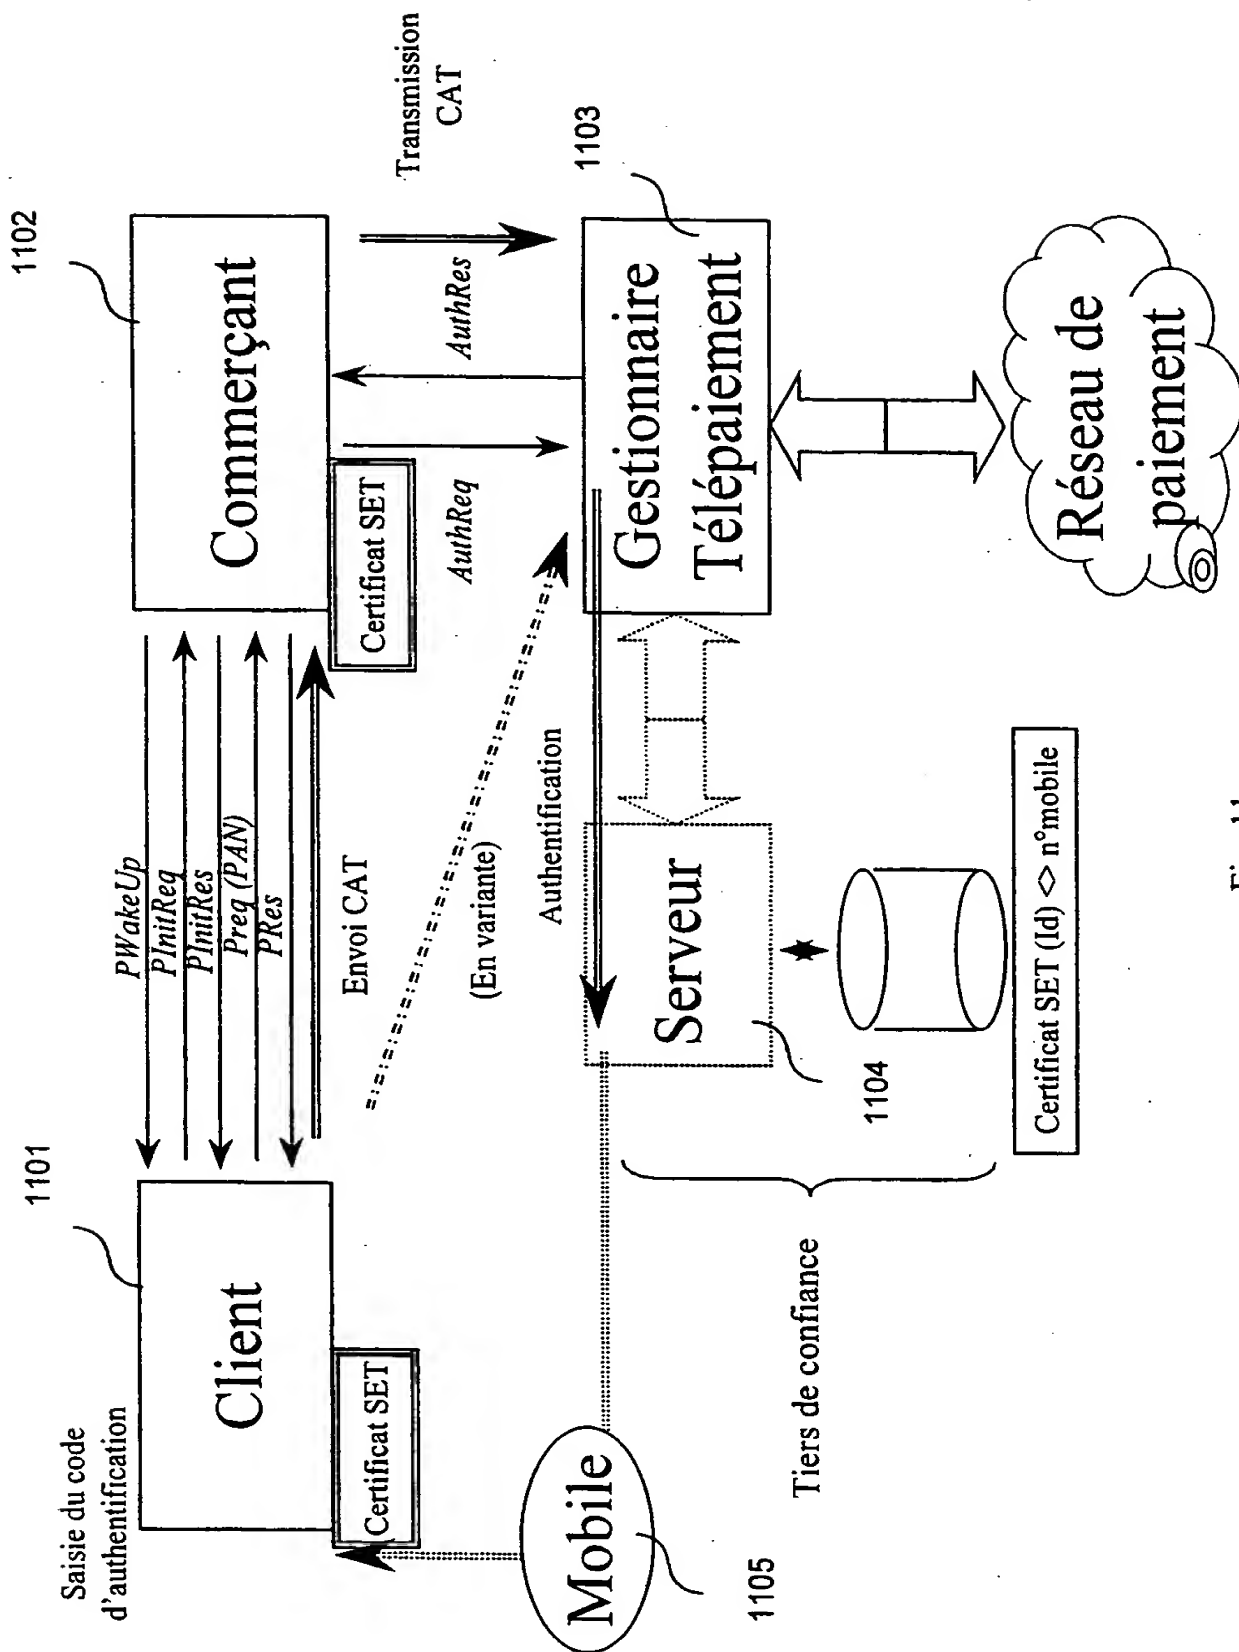 Saisie du code
d'authentification
1101
Client
Certificat SET
PWakeUp
PInitReq
PInitRes
Preq (PAN)
PRes
Envoi CAT
1102
Commerçant
Certificat SET
(En variante)
AuthReq
AuthRes
Transmission
CAT
Authentification
1103
Gestionnaire
Télépaiement
Mobile
1105
Serveur
1104
Réseau de
paiement
Tiers de confiance
Certificat SET (Id) <> n°mobile